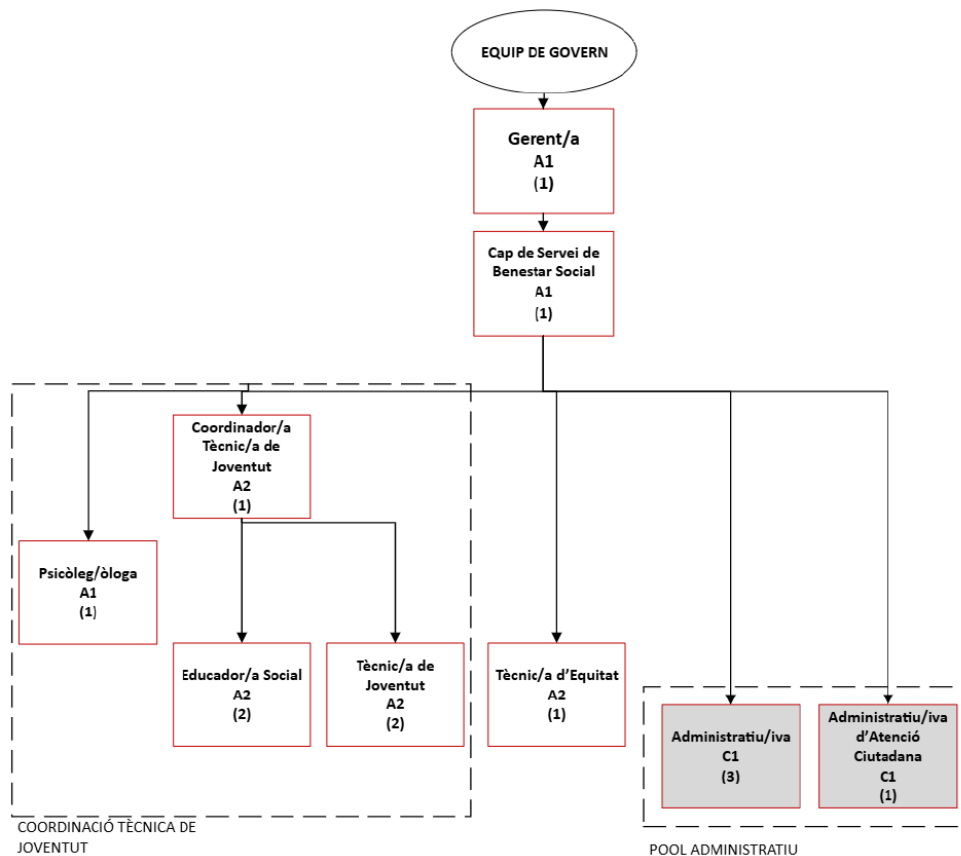 EQUIP DE GOVERN
Gerent/a
A1
(1)
Cap de Servei de
Benestar Social
A1
(1)
Coordinador/a
Tècnic/a de
Joventut
A2
(1)
Psicòleg/òloga
A1
(1)
Educador/a Social
A2
(2)
Tècnic/a de
Joventut
A2
(2)
Tècnic/a d’Equitat
A2
(1)
Administratiu/iva
C1
(3)
Administratiu/iva
d’Atenció
Ciutadana
C1
(1)
COORDINACIÓ TÈCNICA DE
JOVENTUT
POOL ADMINISTRATIU